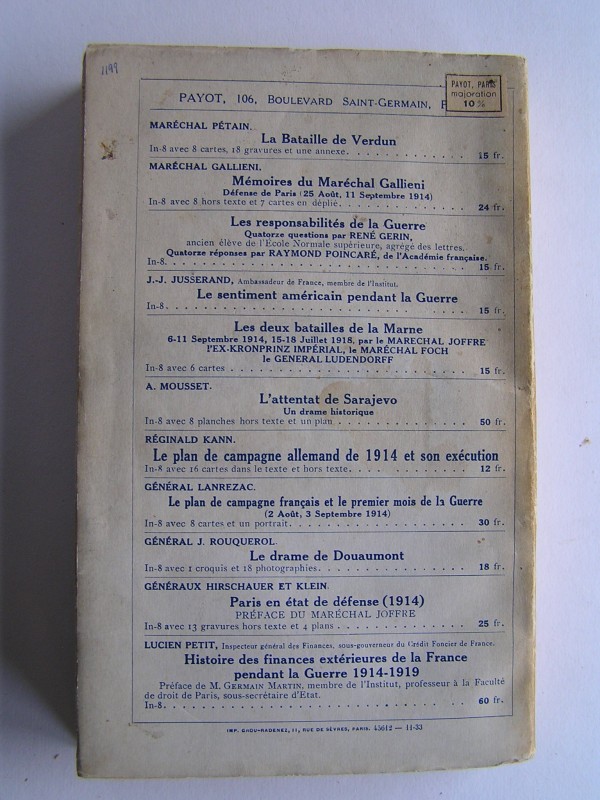 1199
PAYOT, PARIS
majoration
10 %
PAYOT, 106, BOULEVARD SAINT-GERMAIN, P
MARÉCHAL PÉTAIN.
La Bataille de Verdun
In-8 avec 8 cartes, 18 gravures et une annexe. . . . . . . . . . . . . 15 fr.
MARÉCHAL GALLIENI.
Mémoires du Maréchal Gallieni
Défense de Paris (25 Août, 11 Septembre 1914)
In-8 avec 8 hors texte et 7 cartes en déplié. . . . . . . . . . . . . . 24 fr.
Les responsabilités de la Guerre
Quatorze questions par RENÉ GERIN,
ancien élève de l'École Normale supérieure, agrégé des lettres.
Quatorze réponses par RAYMOND POINCARÉ, de l'Académie française.
In-8. . . . . . . . . . . . . . . . . . . . . . . . . . . . . 15 fr.
J.-J. JUSSERAND, Ambassadeur de France, membre de l'Institut.
Le sentiment américain pendant la Guerre
In-8. . . . . . . . . . . . . . . . . . . . . . . . . . . . . 15 fr.
Les deux batailles de la Marne
6-11 Septembre 1914, 15-18 Juillet 1918, par le MARECHAL JOFFRE
l'EX-KRONPRINZ IMPÉRIAL, le MARÉCHAL FOCH
le GENERAL LUDENDORFF
In-8 avec 6 cartes . . . . . . . . . . . . . . . . . . . . . . . 15 fr.
A. MOUSSET.
L'attentat de Sarajevo
Un drame historique
In-8 avec 8 planches hors texte et un plan . . . . . . . . . . . . . . 50 fr.
RÉGINALD KANN.
Le plan de campagne allemand de 1914 et son exécution
In-8 avec 16 cartes dans le texte et hors texte. . . . . . . . . . . . . 12 fr.
GÉNÉRAL LANREZAC.
Le plan de campagne français et le premier mois de la Guerre
(2 Août, 3 Septembre 1914)
In-8 avec 8 cartes et un portrait. . . . . . . . . . . . . . . . . . 30 fr.
GÉNÉRAL J. ROUQUEROL.
Le drame de Douaumont
In-8 avec 1 croquis et 18 photographies. . . . . . . . . . . . . . . . 18 fr.
GÉNÉRAUX HIRSCHAUER ET KLEIN.
Paris en état de défense (1914)
PRÉFACE DU MARÉCHAL JOFFRE
In-8 avec 13 gravures hors texte et 4 plans . . . . . . . . . . . . . . 25 fr.
LUCIEN PETIT, Inspecteur général des Finances, sous-gouverneur du Crédit Foncier de France.
Histoire des finances extérieures de la France
pendant la Guerre 1914-1919
Préface de M. GERMAIN MARTIN, membre de l'Institut, professeur à la Faculté
de droit de Paris, sous-secrétaire d'État.
In-8. . . . . . . . . . . . . . . . . . . . . . . . . . . . . 60 fr.
IMP. CHOU-RADENEZ, 11, RUE DE SÈVRES, PARIS. 45612 — 11-33